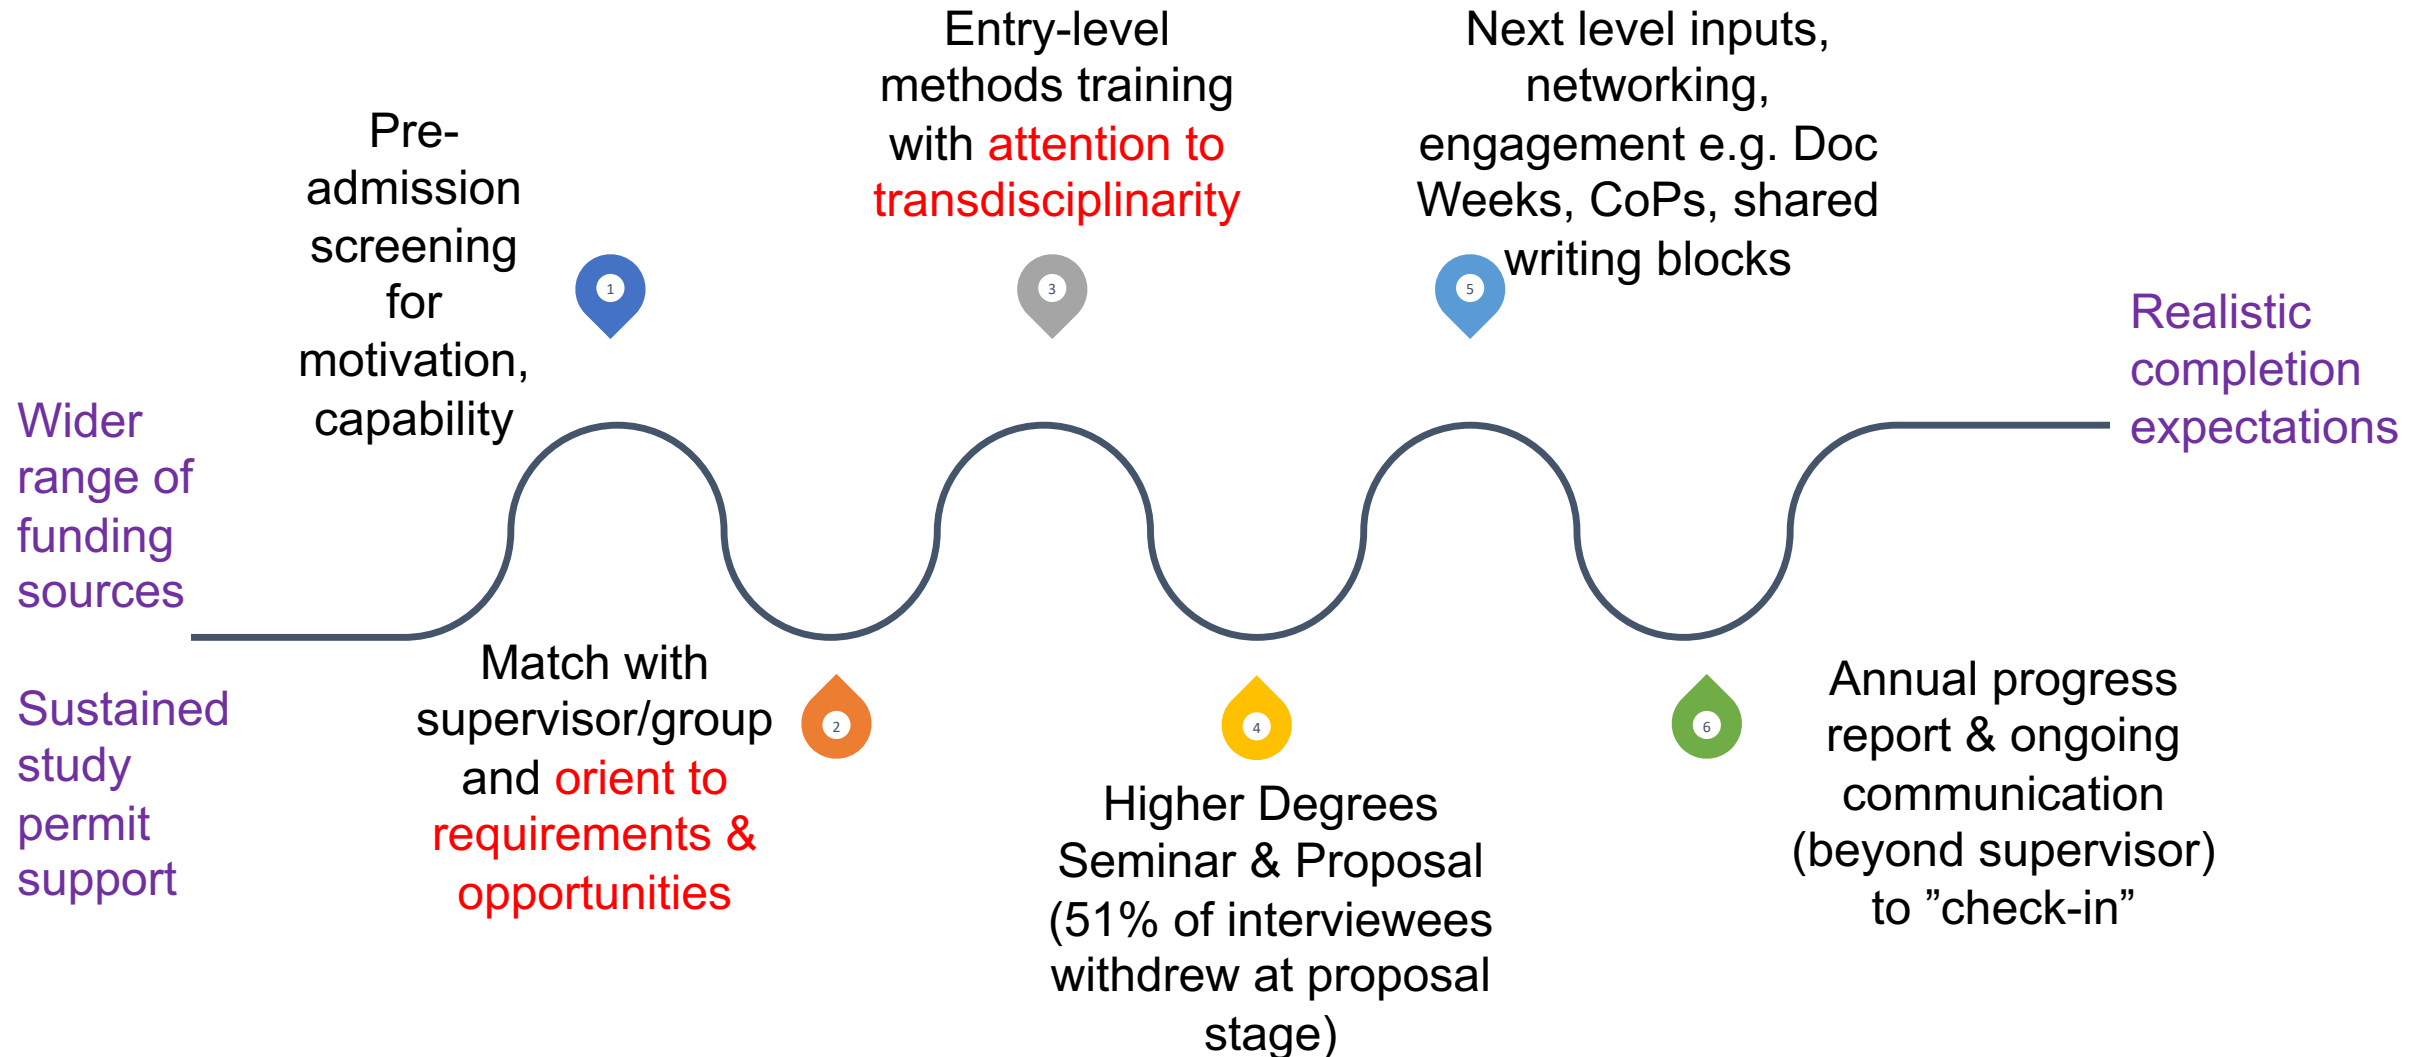 Wider
range of
funding
sources
Sustained
study
permit
support
Pre-
admission
screening
for
motivation,
capability
1
Match with
supervisor/group
and orient to
requirements &
opportunities
2
Entry-level
methods training
with attention to
transdisciplinarity
3
Higher Degrees
Seminar & Proposal
(51% of interviewees
withdrew at proposal
stage)
4
Next level inputs,
networking,
engagement e.g. Doc
Weeks, CoPs, shared
writing blocks
5
Annual progress
report & ongoing
communication
(beyond supervisor)
to ”check-in”
6
Realistic
completion
expectations